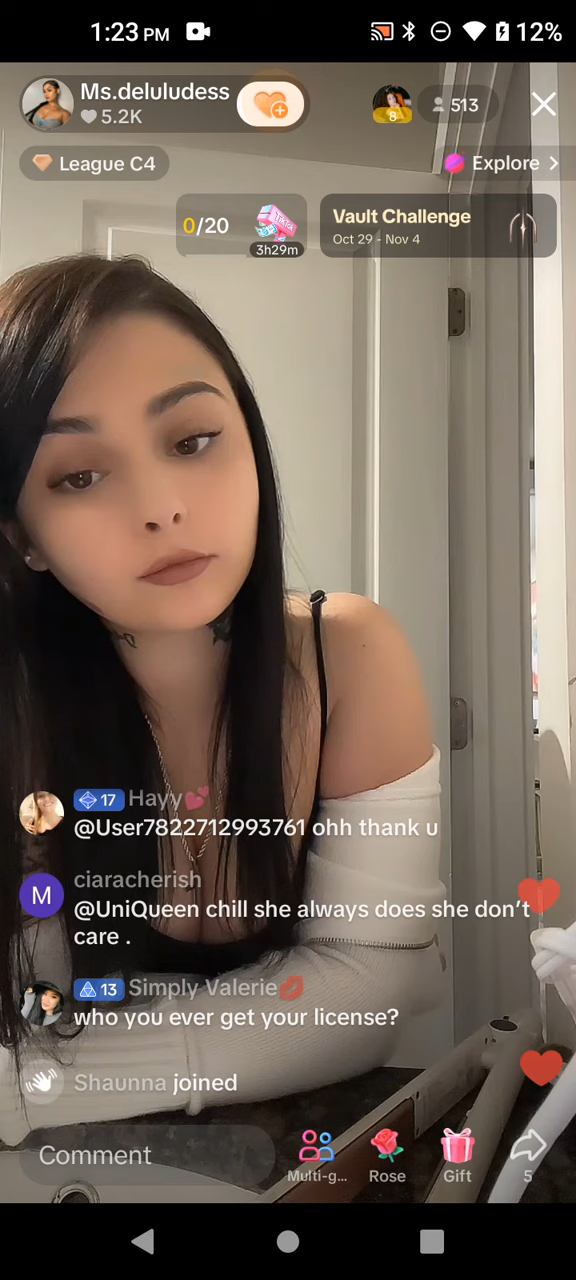 1:23 PM
12%
Ms.deluludess
5.2K
8
513
League C4
Explore >
0/20
TikTok
3h29m
Vault Challenge
Oct 29 - Nov 4
17 Hayy💕
@User7822712993761 ohh thank u
M
ciaracherish
@UniQueen chill she always does she don't
care .
13 Simply Valerie💋
who you ever get your license?
Shaunna joined
Comment
Multi-g...
Rose
Gift
5